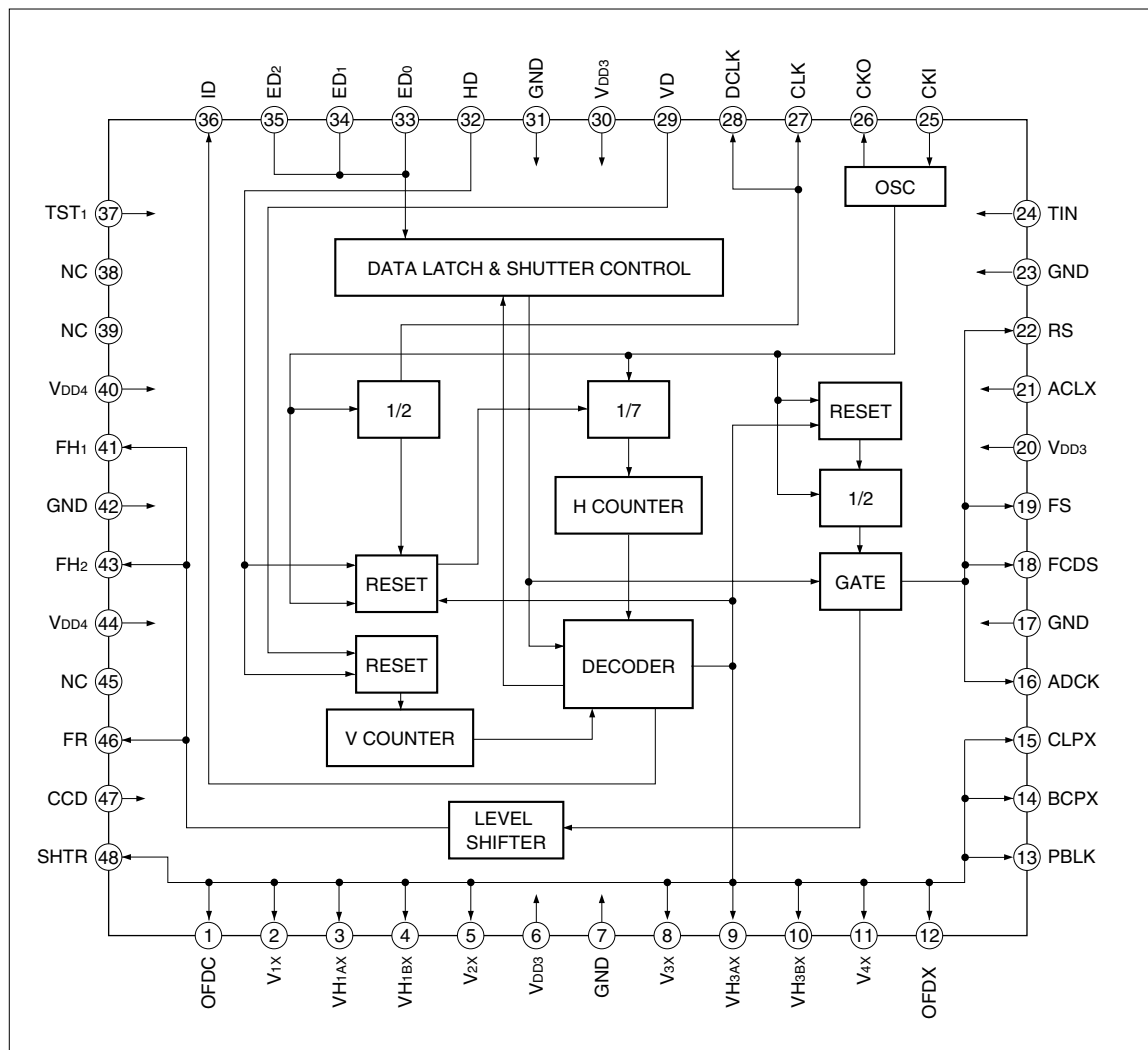 ID
ED2
ED1
ED0
HD
GND
VDD3
VD
DCLK
CLK
CKO
CKI
36
35
34
33
32
31
30
29
28
27
26
25
OSC
TST1
37
24
TIN
DATA LATCH & SHUTTER CONTROL
NC
38
23
GND
NC
39
22
RS
VDD4
40
1/2
1/7
RESET
21
ACLX
FH1
41
20
VDD3
GND
42
H COUNTER
1/2
19
FS
FH2
43
RESET
GATE
18
FCDS
VDD4
44
17
GND
RESET
DECODER
NC
45
16
ADCK
FR
46
V COUNTER
15
CLPX
CCD
47
14
BCPX
LEVEL
SHIFTER
SHTR
48
13
PBLK
1
2
3
4
5
6
7
8
9
10
11
12
OFDC
V1X
VH1AX
VH1BX
V2X
VDD3
GND
V3X
VH3AX
VH3BX
V4X
OFDX